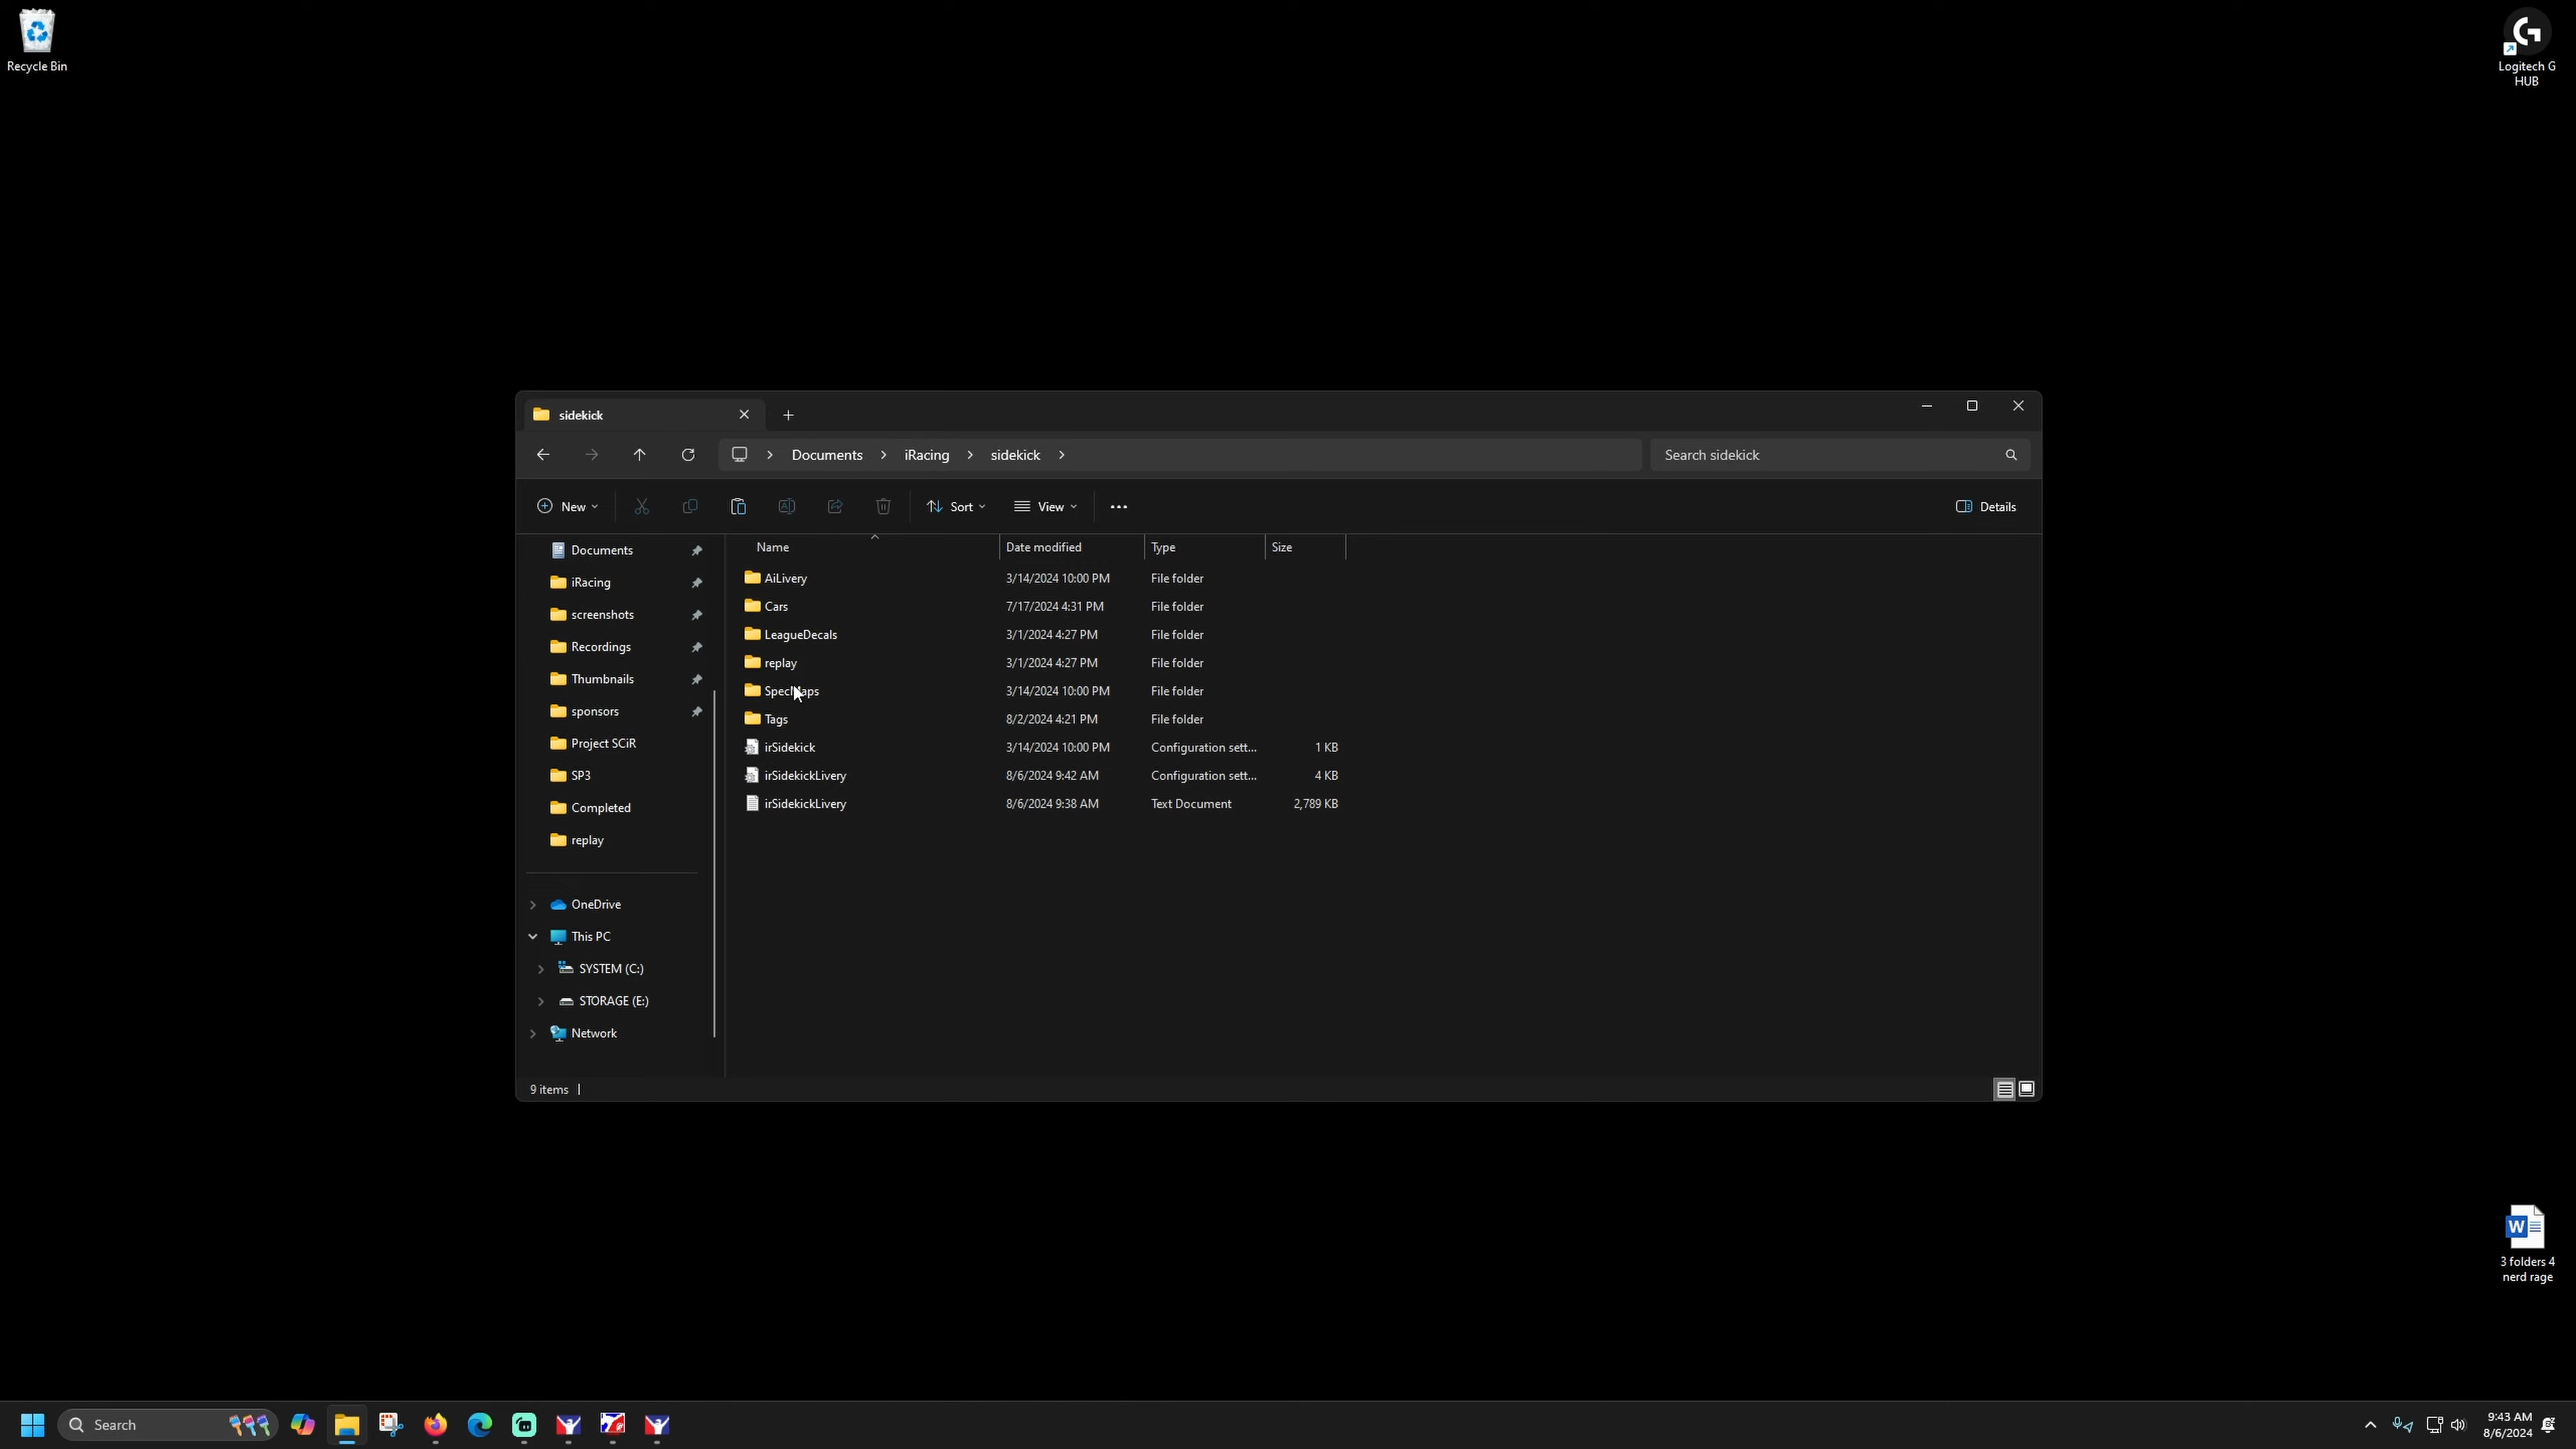 Recycle Bin
Logitech G
HUB
sidekick
Documents
iRacing
sidekick
Search sidekick
New
Sort
View
Details
Name
Date modified
Type
Size
Documents
iRacing
screenshots
Recordings
Thumbnails
sponsors
Project SCiR
SP3
Completed
replay
OneDrive
This PC
SYSTEM (C:)
STORAGE (E:)
Network
AiLivery 3/14/2024 10:00 PM File folder
Cars 7/17/2024 4:31 PM File folder
LeagueDecals 3/1/2024 4:27 PM File folder
replay 3/1/2024 4:27 PM File folder
SpecMaps 3/14/2024 10:00 PM File folder
Tags 8/2/2024 4:21 PM File folder
irSidekick 3/14/2024 10:00 PM Configuration sett... 1 KB
irSidekickLivery 8/6/2024 9:42 AM Configuration sett... 4 KB
irSidekickLivery 8/6/2024 9:38 AM Text Document 2,789 KB
9 items
3 folders 4
nerd rage
Search
9:43 AM
8/6/2024